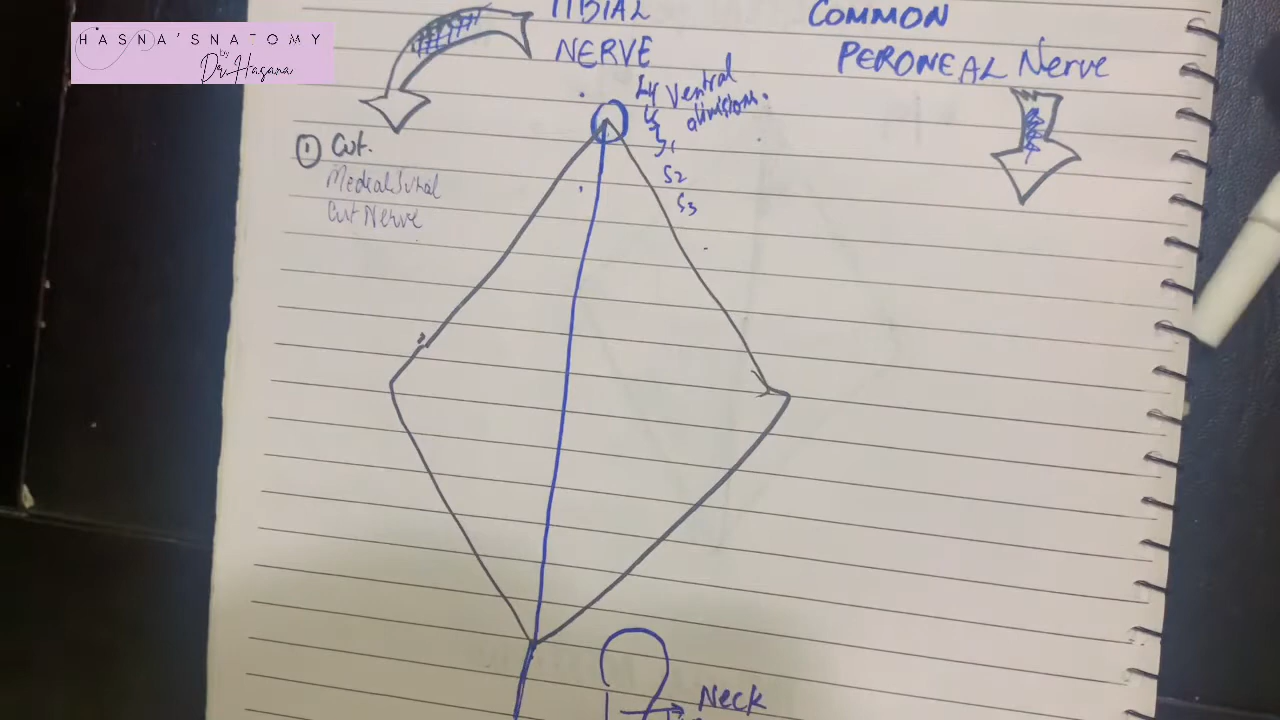 HASNA'SNATOMY
by
Dr.Hasana
TIBIAL
NERVE
COMMON
PERONEAL Nerve
L4 Ventral
L5 divisions.
S1
S2
S3
① Cut.
Medial Sural
Cut Nerve
Neck